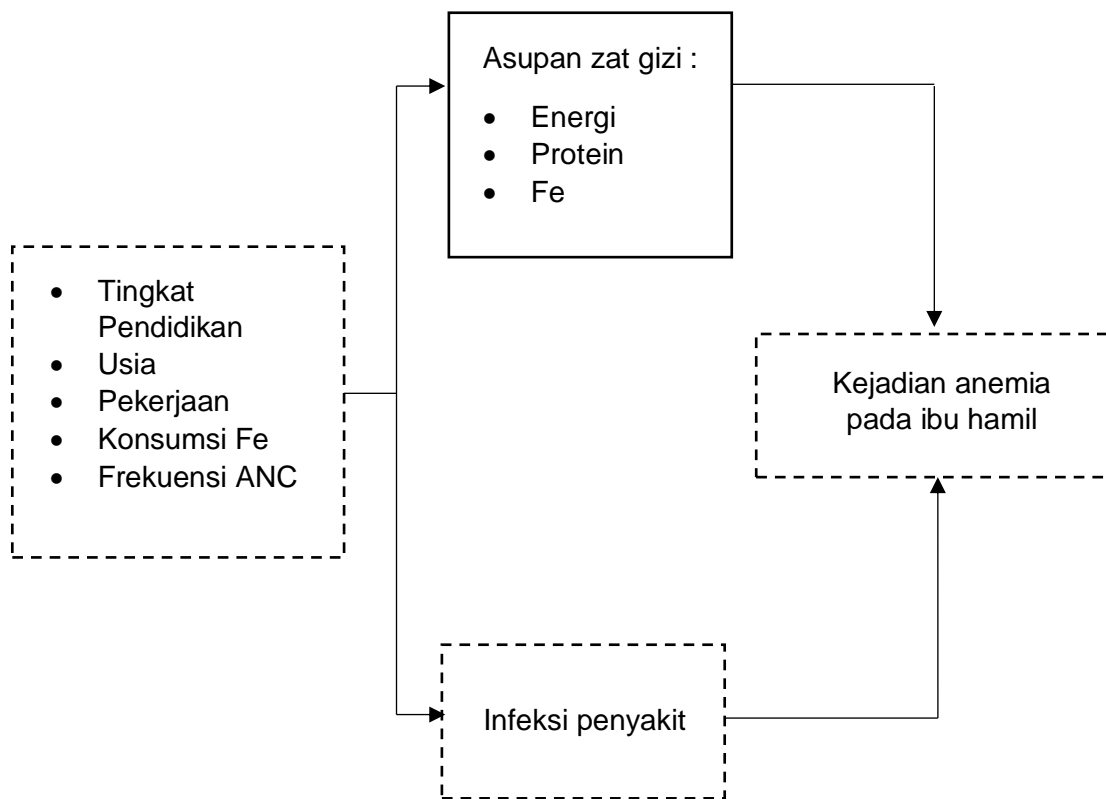 Asupan zat gizi :
• Energi
• Protein
• Fe
• Tingkat
Pendidikan
• Usia
• Pekerjaan
• Konsumsi Fe
• Frekuensi ANC
Kejadian anemia
pada ibu hamil
Infeksi penyakit